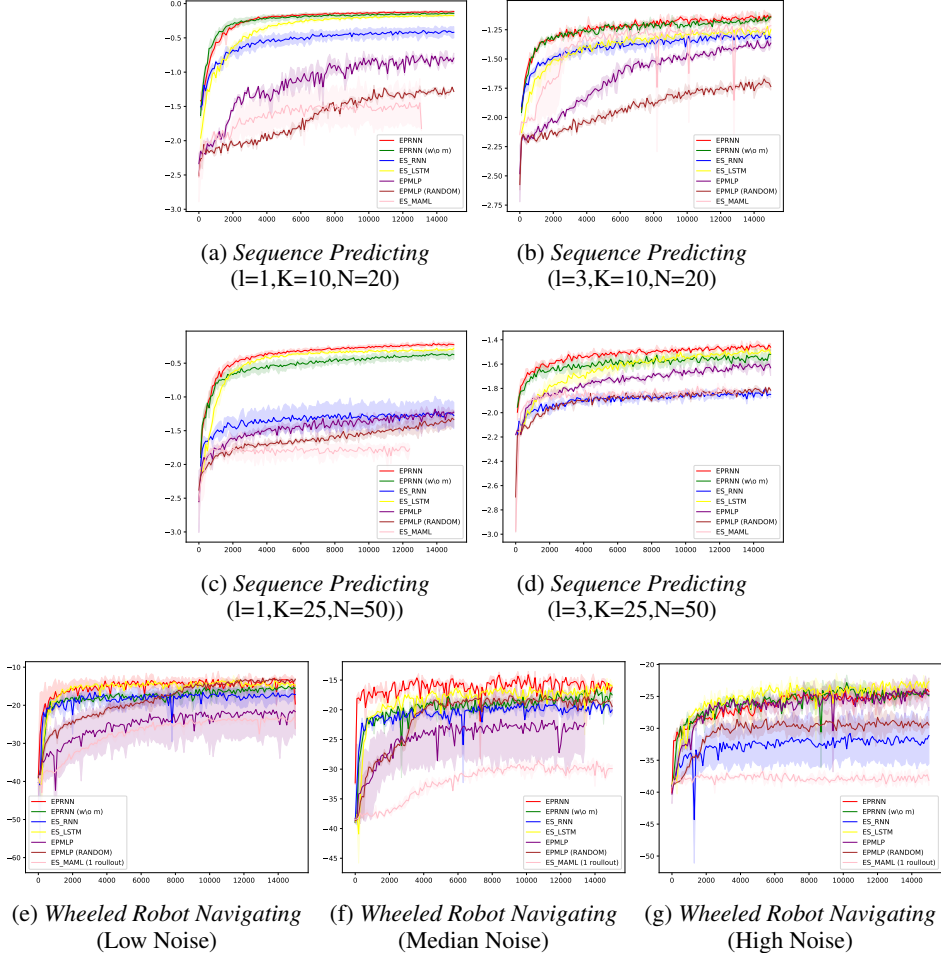 0.0
−0.5
−1.0
−1.5
−2.0
−2.5
−3.0
0 2000 4000 6000 8000 10000 12000 14000
EPRNN
EPRNN (w\o m)
ES_RNN
ES_LSTM
EPMLP
EPMLP (RANDOM)
ES_MAML
−1.25
−1.50
−1.75
−2.00
−2.25
−2.50
−2.75
0 2000 4000 6000 8000 10000 12000 14000
EPRNN
EPRNN (w\o m)
ES_RNN
ES_LSTM
EPMLP
EPMLP (RANDOM)
ES_MAML
(a) Sequence Predicting
(l=1,K=10,N=20)
(b) Sequence Predicting
(l=3,K=10,N=20)
−0.5
−1.0
−1.5
−2.0
−2.5
−3.0
0 2000 4000 6000 8000 10000 12000 14000
EPRNN
EPRNN (w\o m)
ES_RNN
ES_LSTM
EPMLP
EPMLP (RANDOM)
ES_MAML
−1.4
−1.6
−1.8
−2.0
−2.2
−2.4
−2.6
−2.8
−3.0
0 2000 4000 6000 8000 10000 12000 14000
EPRNN
EPRNN (w\o m)
ES_RNN
ES_LSTM
EPMLP
EPMLP (RANDOM)
ES_MAML
(c) Sequence Predicting
(l=1,K=25,N=50))
(d) Sequence Predicting
(l=3,K=25,N=50)
−10
−20
−30
−40
−50
−60
0 2000 4000 6000 8000 10000 12000 14000
EPRNN
EPRNN (w\o m)
ES_RNN
ES_LSTM
EPMLP
EPMLP (RANDOM)
ES_MAML (1 roullout)
−15
−20
−25
−30
−35
−40
−45
0 2000 4000 6000 8000 10000 12000 14000
EPRNN
EPRNN (w\o m)
ES_RNN
ES_LSTM
EPMLP
EPMLP (RANDOM)
ES_MAML (1 roullout)
−20
−25
−30
−35
−40
−45
−50
0 2000 4000 6000 8000 10000 12000 14000
EPRNN
EPRNN (w\o m)
ES_RNN
ES_LSTM
EPMLP
EPMLP (RANDOM)
ES_MAML (1 roullout)
(e) Wheeled Robot Navigating
(Low Noise)
(f) Wheeled Robot Navigating
(Median Noise)
(g) Wheeled Robot Navigating
(High Noise)